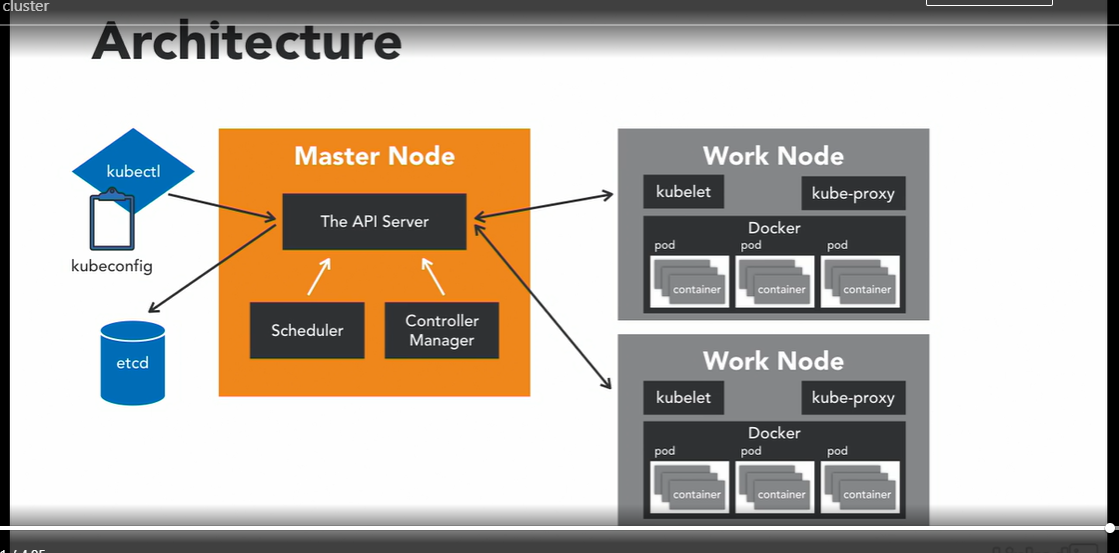 cluster
Architecture
kubectl
kubeconfig
etcd
Master Node
The API Server
Scheduler
Controller
Manager
Work Node
kubelet
kube-proxy
Docker
pod pod pod
container container container
Work Node
kubelet
kube-proxy
Docker
pod pod pod
container container container